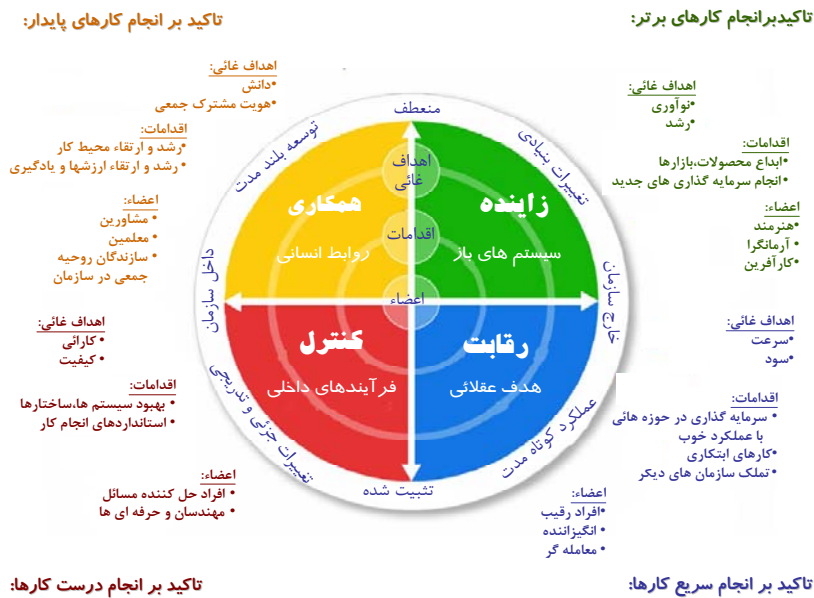 تاکیدبرانجام کارهای برتر:
اهداف غائی:
•نوآوری
•رشد
اقدامات:
•ابداع محصولات،بازارها
•انجام سرمایه گذاری های جدید
اعضاء:
•هنرمند
• آرمانگرا
•کارآفرین
تاکید بر انجام کارهای پایدار:
اهداف غائی:
•دانش
•هویت مشترک جمعی
اقدامات:
•رشد و ارتقاء محیط کار
• رشد و ارتقاء ارزشها و یادگیری
اعضاء:
• مشاورین
• معلمین
• سازندگان روحیه
جمعی در سازمان
منعطف
تغییرات بنیادی
توسعه بلند مدت
اهداف
غائی
زاینده
سیستم های باز
همکاری
روابط انسانی
اقدامات
اعضاء
خارج سازمان
داخل سازمان
رقابت
هدف عقلائی
کنترل
فرآیندهای داخلی
عملکرد کوتاه مدت
تغییرات جزئی و تدریجی
تثبیت شده
اهداف غائی:
•سرعت
•سود
اقدامات:
• سرمایه گذاری در حوزه هائی
با عملکرد خوب
•کارهای ابتکاری
• تملک سازمان های دیکر
اعضاء:
•افراد رقیب
• انگیزاننده
• معامله گر
تاکید بر انجام سریع کارها:
اهداف غائی:
• کارائی
• کیفیت
اقدامات:
• بهبود سیستم ها،ساختارها
• استانداردهای انجام کار
اعضاء:
• افراد حل کننده مسائل
• مهندسان و حرفه ای ها
تاکید بر انجام درست کارها: